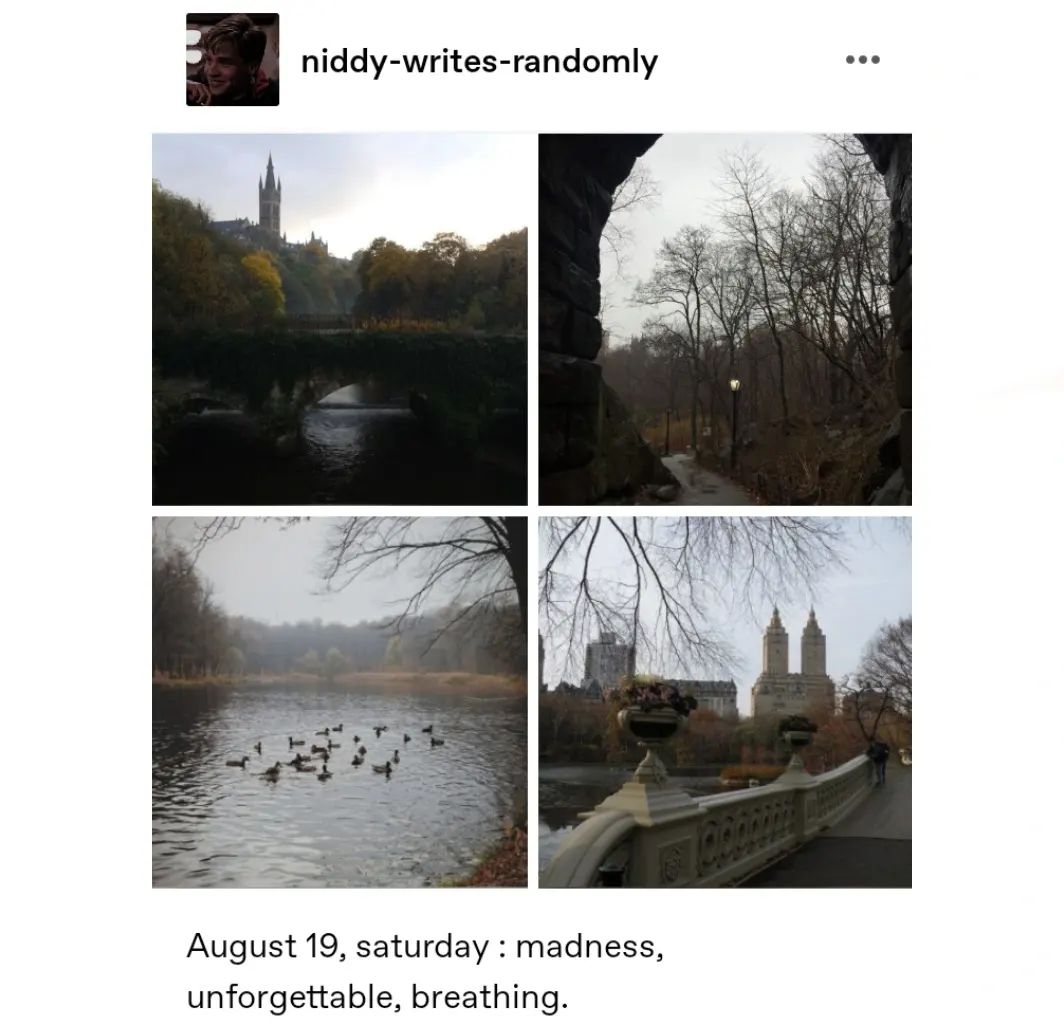 niddy-writes-randomly
August 19, saturday : madness,
unforgettable, breathing.